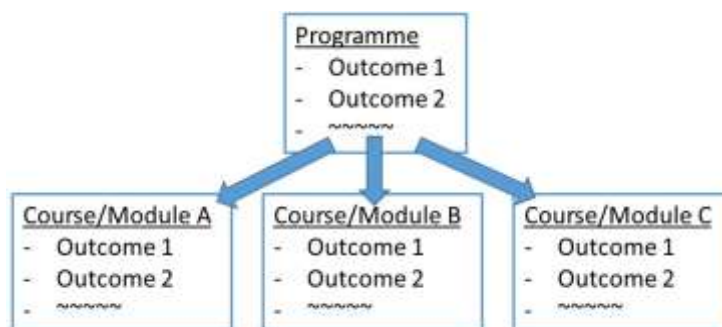 Programme
- Outcome 1
- Outcome 2
- ~~~~~
Course/Module A
- Outcome 1
- Outcome 2
- ~~~~~
Course/Module B
- Outcome 1
- Outcome 2
- ~~~~~
Course/Module C
- Outcome 1
- Outcome 2
- ~~~~~